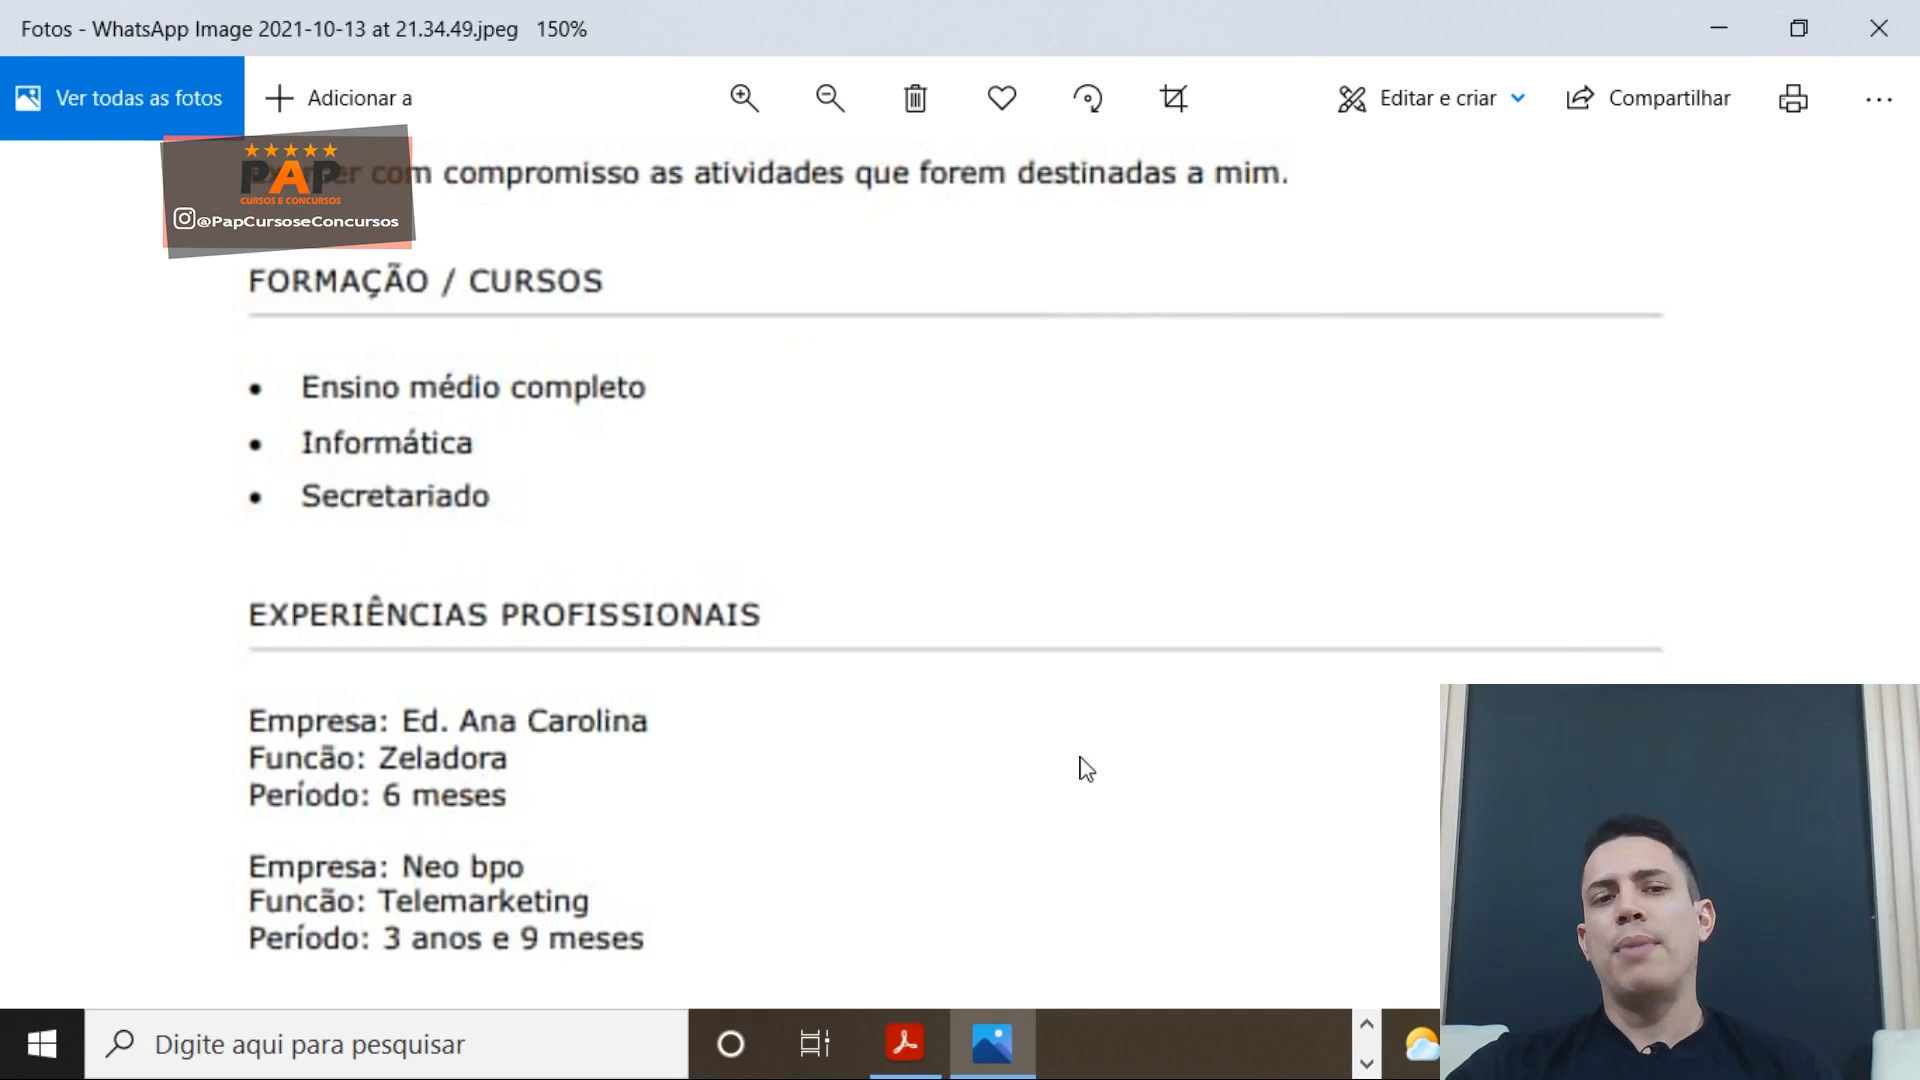 Fotos - WhatsApp Image 2021-10-13 at 21.34.49.jpeg 150%
Ver todas as fotos
Adicionar a
Editar e criar
Compartilhar
PAP
CURSOS E CONCURSOS
@PapCursoseConcursos
com compromisso as atividades que forem destinadas a mim.
FORMAÇÃO / CURSOS
• Ensino médio completo
• Informática
• Secretariado
EXPERIÊNCIAS PROFISSIONAIS
Empresa: Ed. Ana Carolina
Funcão: Zeladora
Período: 6 meses
Empresa: Neo bpo
Funcão: Telemarketing
Período: 3 anos e 9 meses
Digite aqui para pesquisar